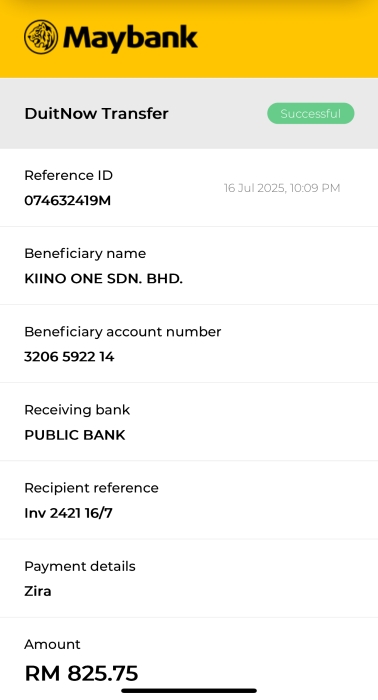 Maybank
DuitNow Transfer
Successful
Reference ID
16 Jul 2025, 10:09 PM
074632419M
Beneficiary name
KIINO ONE SDN. BHD.
Beneficiary account number
3206 5922 14
Receiving bank
PUBLIC BANK
Recipient reference
Inv 2421 16/7
Payment details
Zira
Amount
RM 825.75